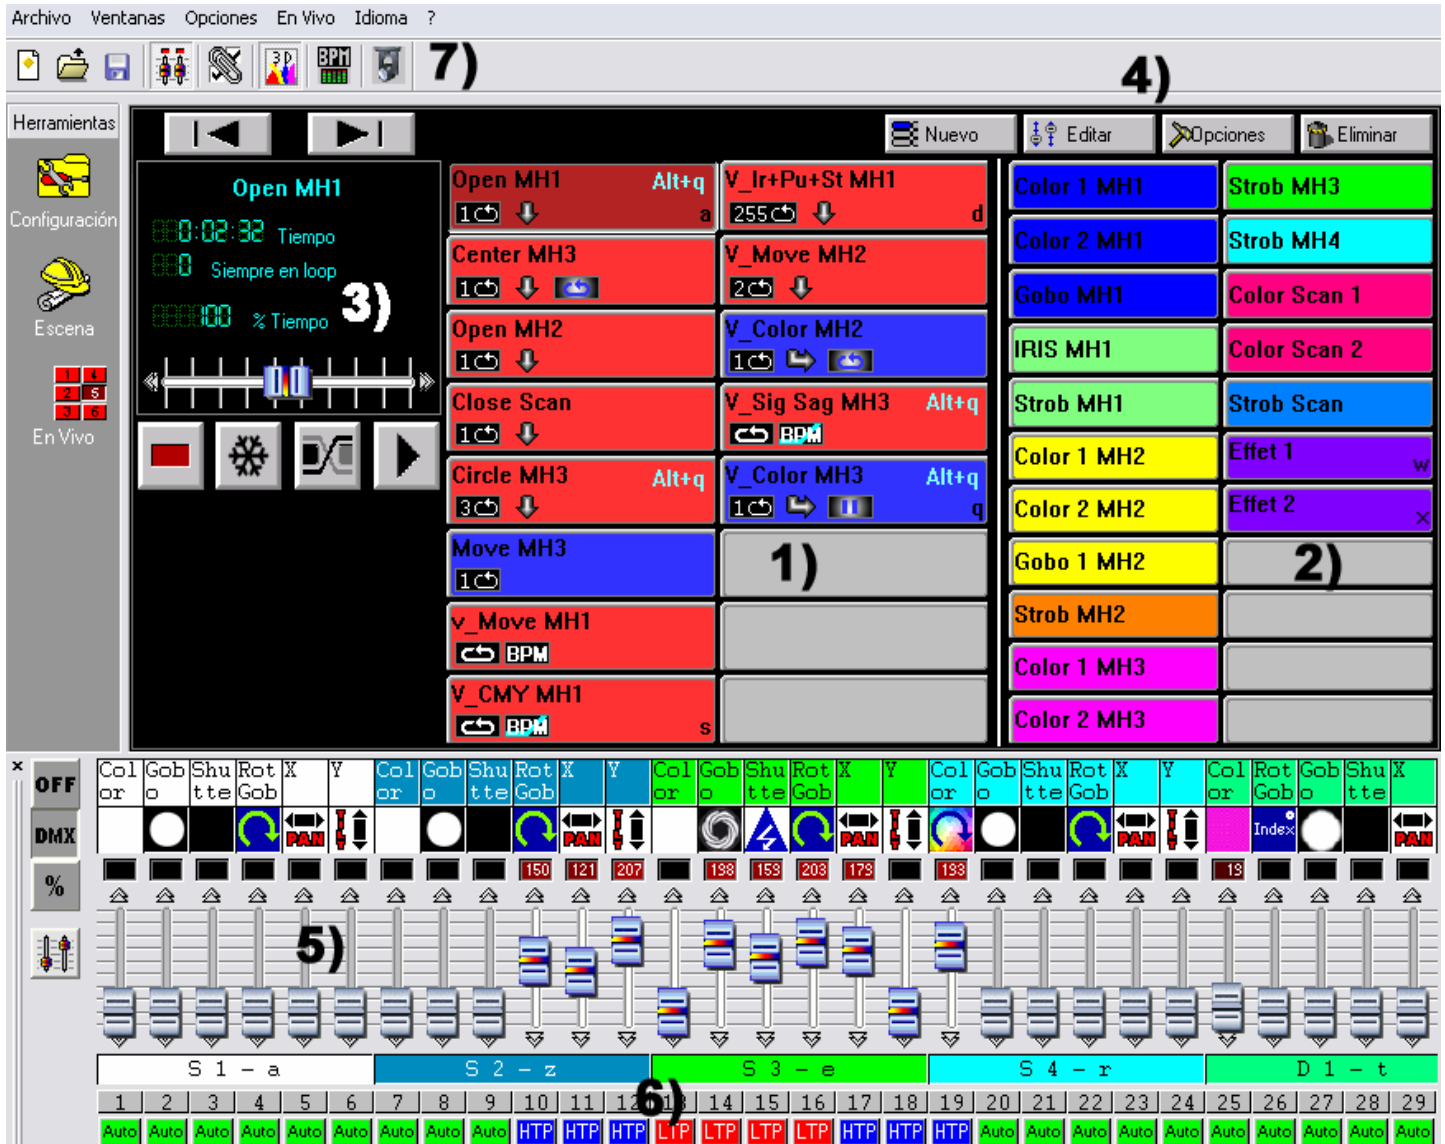 Archivo Ventanas Opciones En Vivo Idioma ?
3D BPM 7)
4)
Herramientas
Nuevo Editar Opciones Eliminar
Configuración
Escena
1 4
2 5
3 6
En Vivo
Open MH1
0:02:32 Tiempo
0 Siempre en loop
100 % Tiempo
3)
Open MH1 Alt+q
1 a
Center MH3
1
Open MH2
1
Close Scan
1
Circle MH3 Alt+q
3
Move MH3
1
v_Move MH1
BPM
V_CMY MH1
BPM s
V_Ir+Pu+St MH1
255 d
V_Move MH2
2
V_Color MH2
1
V_Sig Sag MH3 Alt+q
BPM
V_Color MH3 Alt+q
1 q
1)
Color 1 MH1
Color 2 MH1
Gobo MH1
IRIS MH1
Strob MH1
Color 1 MH2
Color 2 MH2
Gobo 1 MH2
Strob MH2
Color 1 MH3
Color 2 MH3
Strob MH3
Strob MH4
Color Scan 1
Color Scan 2
Strob Scan
Effet 1 w
Effet 2 x
2)
OFF
DMX
%
Col Gob Shu Rot X Y Col Gob Shu Rot X Y Col Gob Shu Rot X Y Col Gob Shu Rot X Y Col Rot Gob Shu X
or o tte Gob or o tte Gob or o tte Gob or o tte Gob or Gob o tte
PAN PAN PAN PAN Index PAN
150 121 207 198 159 203 179 193 19
5)
S 1 - a S 2 - z S 3 - e S 4 - r D 1 - t
6)
1 2 3 4 5 6 7 8 9 10 11 12 13 14 15 16 17 18 19 20 21 22 23 24 25 26 27 28 29
Auto Auto Auto Auto Auto Auto Auto Auto Auto HTP HTP HTP LTP LTP LTP LTP HTP HTP HTP Auto Auto Auto Auto Auto Auto Auto Auto Auto Auto